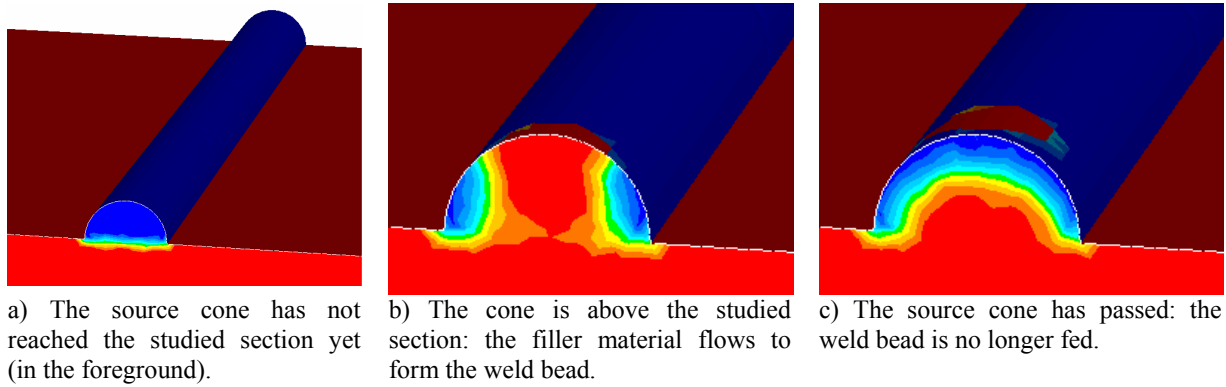 a) The source cone has not
reached the studied section yet
(in the foreground).
b) The cone is above the studied
section: the filler material flows to
form the weld bead.
c) The source cone has passed: the
weld bead is no longer fed.